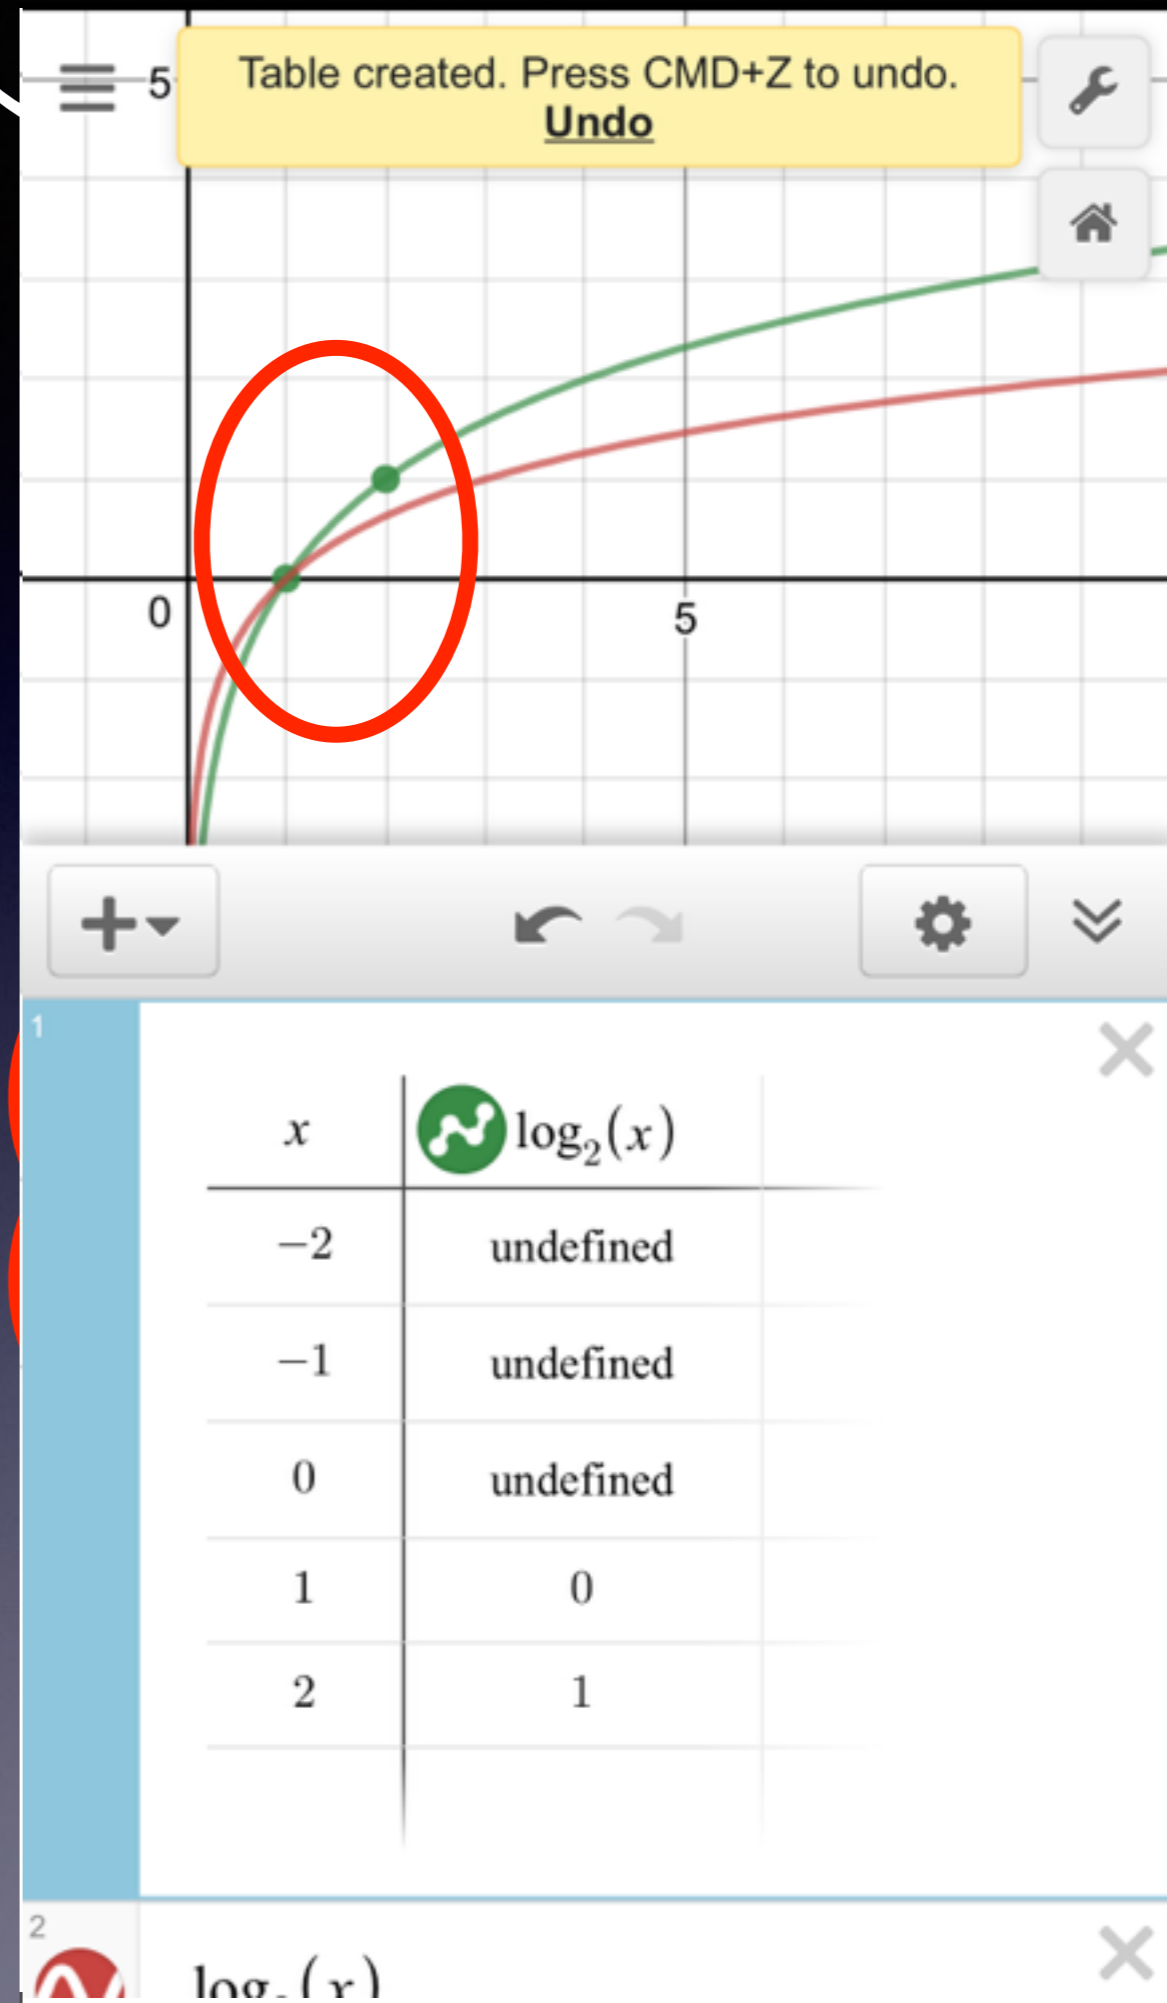 Table created. Press CMD+Z to undo.
Undo
5
0
5
1
x log₂(x)
−2 undefined
−1 undefined
0 undefined
1 0
2 1
2
(x)